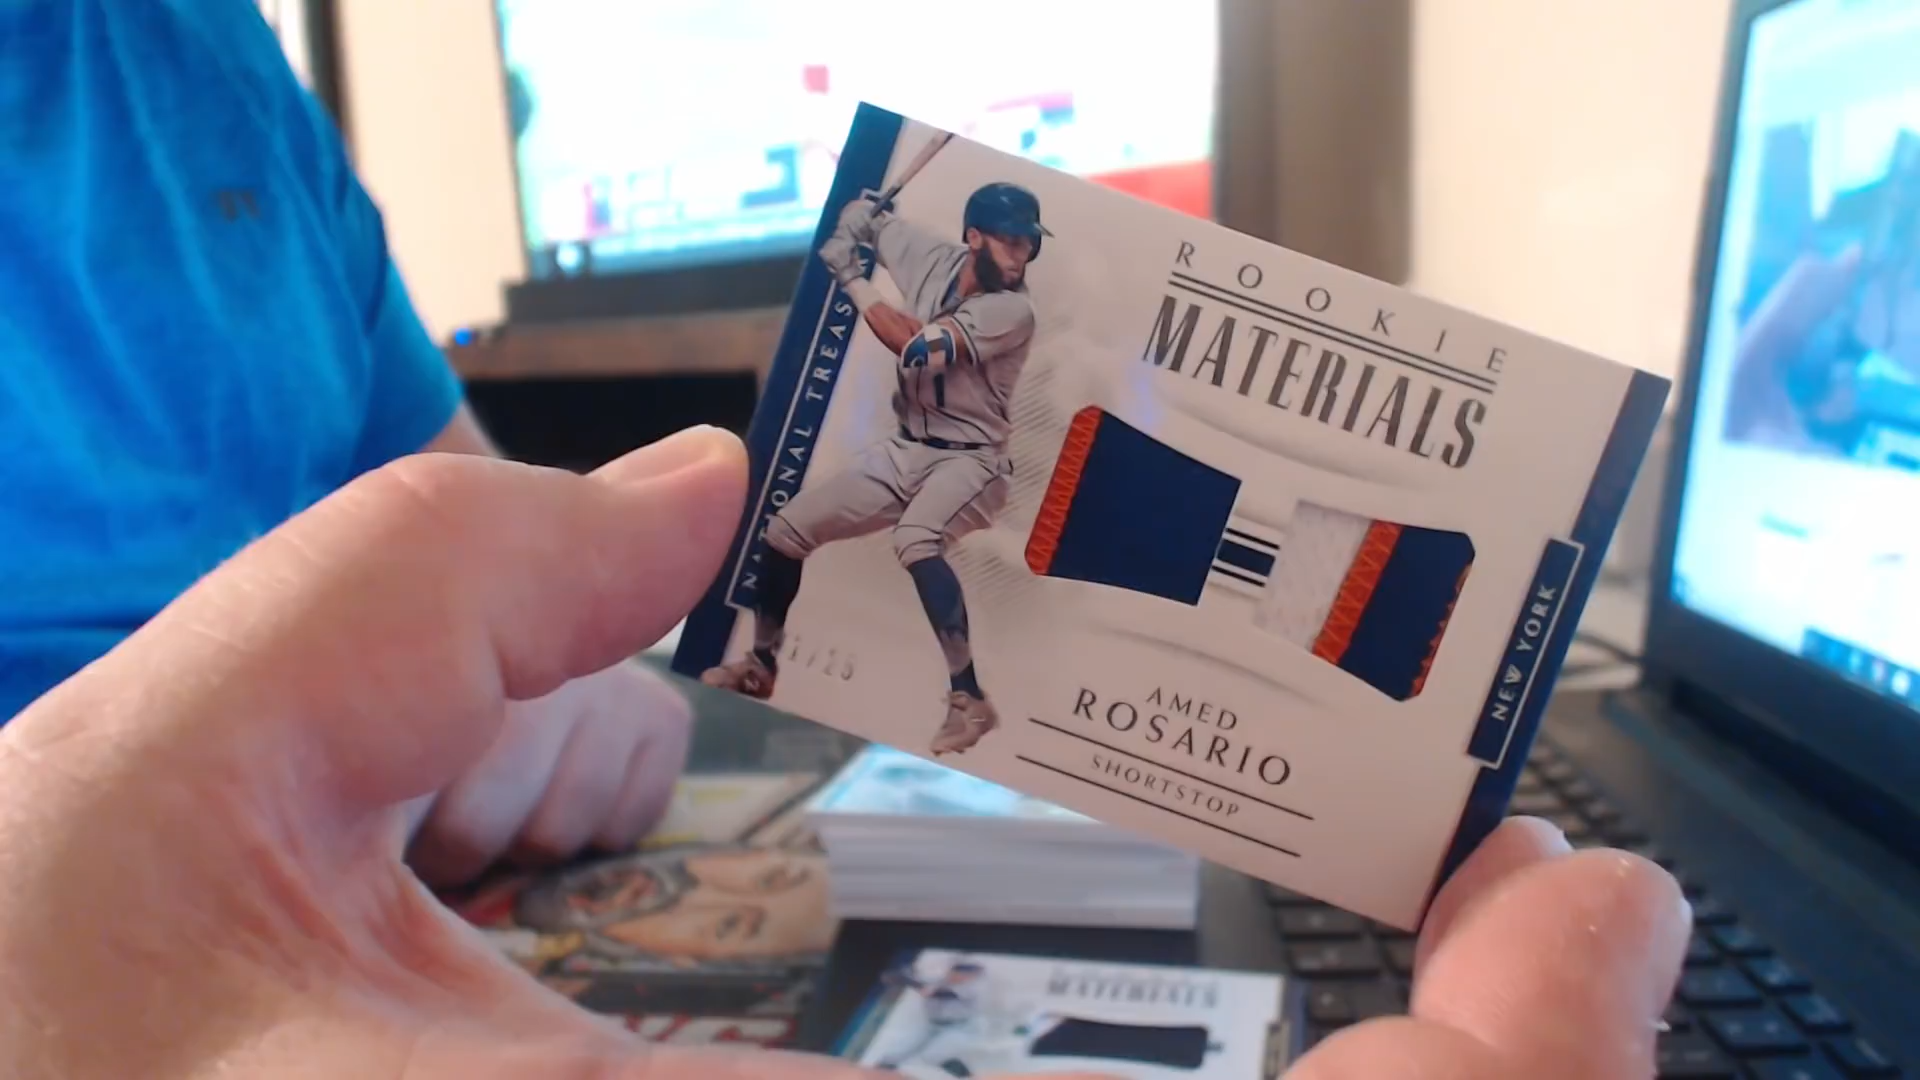 NATIONAL TREAS
ROOKIE
MATERIALS
AMED
ROSARIO
SHORTSTOP
NEW YORK
MATERIALS